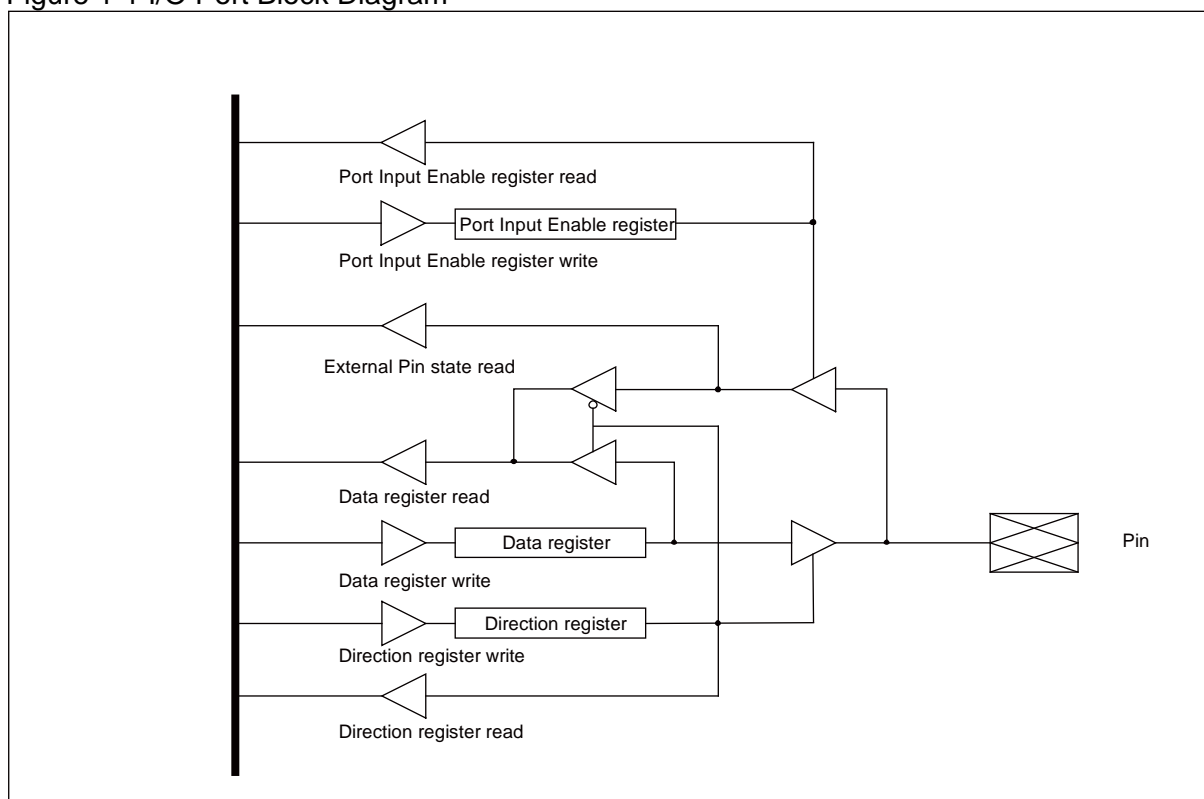 Figure 1-1 I/O Port Block Diagram
Port Input Enable register read
Port Input Enable register
Port Input Enable register write
External Pin state read
Data register read
Data register
Pin
Data register write
Direction register
Direction register write
Direction register read